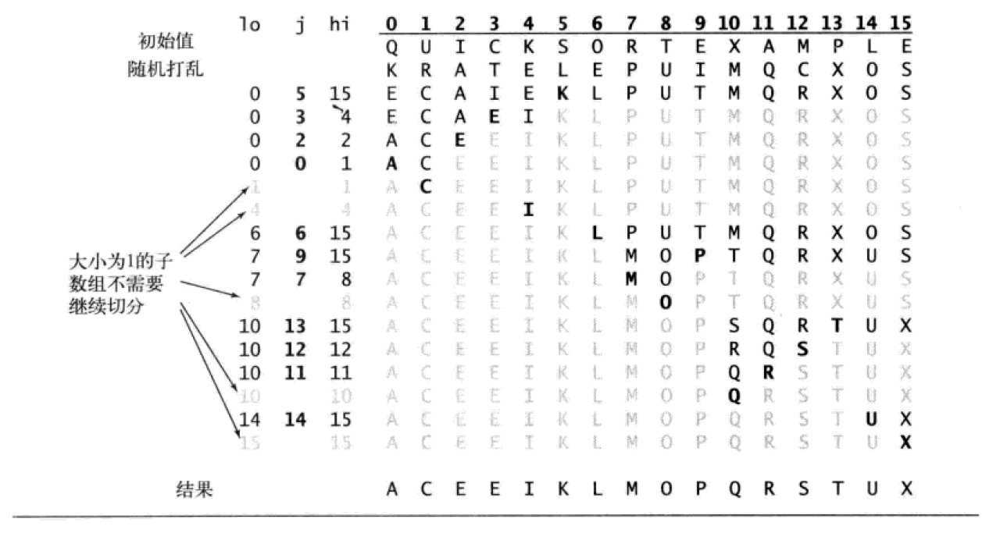 lo j hi 0 1 2 3 4 5 6 7 8 9 10 11 12 13 14 15
初始值 Q U I C K S O R T E X A M P L E
随机打乱 K R A T E L E P U I M Q C X O S
0 5 15 E C A I E K L P U T M Q R X O S
0 3 4 E C A E I K L P U T M Q R X O S
0 2 2 A C E E I K L P U T M Q R X O S
0 0 1 A C E E I K L P U T M Q R X O S
1 1 A C E E I K L P U T M Q R X O S
4 4 A C E E I K L P U T M Q R X O S
6 6 15 A C E E I K L P U T M Q R X O S
大小为1的子
数组不需要
继续切分
7 9 15 A C E E I K L M O P T Q R X U S
7 7 8 A C E E I K L M O P T Q R X U S
8 8 A C E E I K L M O P T Q R X U S
10 13 15 A C E E I K L M O P S Q R T U X
10 12 12 A C E E I K L M O P R Q S T U X
10 11 11 A C E E I K L M O P Q R S T U X
10 10 A C E E I K L M O P Q R S T U X
14 14 15 A C E E I K L M O P Q R S T U X
15 15 A C E E I K L M O P Q R S T U X
结果 A C E E I K L M O P Q R S T U X